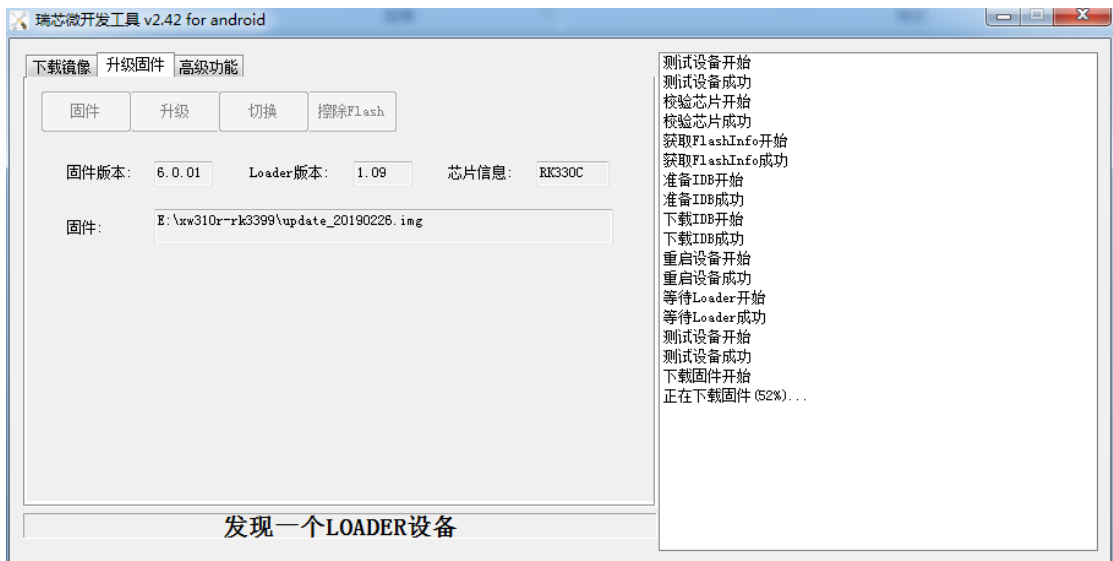 瑞芯微开发工具 v2.42 for android
下载镜像 升级固件 高级功能
固件 升级 切换 擦除Flash
固件版本: 6.0.01 Loader版本: 1.09 芯片信息: RK330C
固件: E:\xw310r-rk3399\update_20190226.img
发现一个LOADER设备
测试设备开始
测试设备成功
校验芯片开始
校验芯片成功
获取FlashInfo开始
获取FlashInfo成功
准备IDB开始
准备IDB成功
下载IDB开始
下载IDB成功
重启设备开始
重启设备成功
等待Loader开始
等待Loader成功
测试设备开始
测试设备成功
下载固件开始
正在下载固件(52%)...